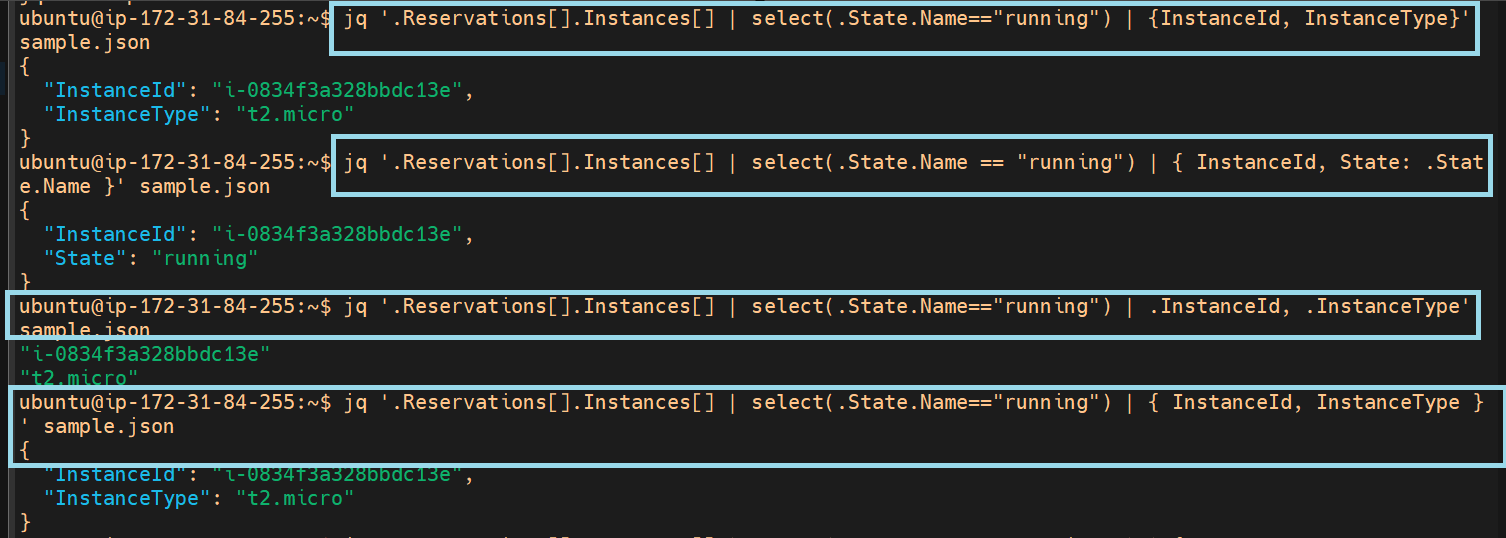 ubuntu@ip-172-31-84-255:~$ jq '.Reservations[].Instances[] | select(.State.Name=="running") | {InstanceId, InstanceType}'
sample.json
{
  "InstanceId": "i-0834f3a328bbdc13e",
  "InstanceType": "t2.micro"
}
ubuntu@ip-172-31-84-255:~$ jq '.Reservations[].Instances[] | select(.State.Name == "running") | { InstanceId, State: .Stat
e.Name }' sample.json
{
  "InstanceId": "i-0834f3a328bbdc13e",
  "State": "running"
}
ubuntu@ip-172-31-84-255:~$ jq '.Reservations[].Instances[] | select(.State.Name=="running") | .InstanceId, .InstanceType'
sample.json
"i-0834f3a328bbdc13e"
"t2.micro"
ubuntu@ip-172-31-84-255:~$ jq '.Reservations[].Instances[] | select(.State.Name=="running") | { InstanceId, InstanceType }
' sample.json
{
  "InstanceId": "i-0834f3a328bbdc13e",
  "InstanceType": "t2.micro"
}